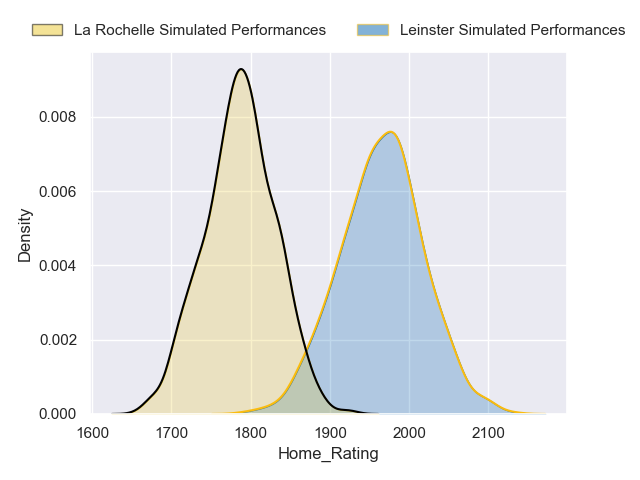 La Rochelle Simulated Performances
Leinster Simulated Performances
0.008
0.006
0.004
0.002
0.000
Density
1600 1700 1800 1900 2000 2100
Home_Rating